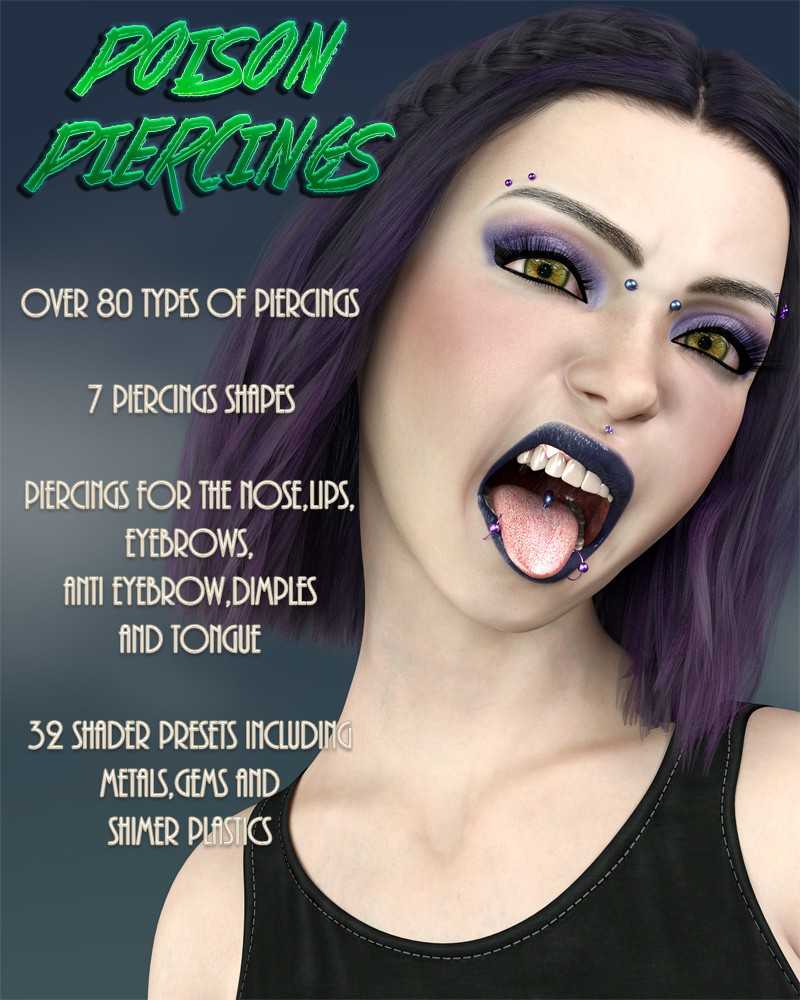 POISON
PIERCINGS
OVER 80 TYPES OF PIERCINGS
7 PIERCINGS SHAPES
PIERCINGS FOR THE NOSE,LIPS,
EYEBROWS,
ANTI EYEBROW,DIMPLES
AND TONGUE
32 SHADER PRESETS INCLUDING
METALS,GEMS AND
SHIMER PLASTICS